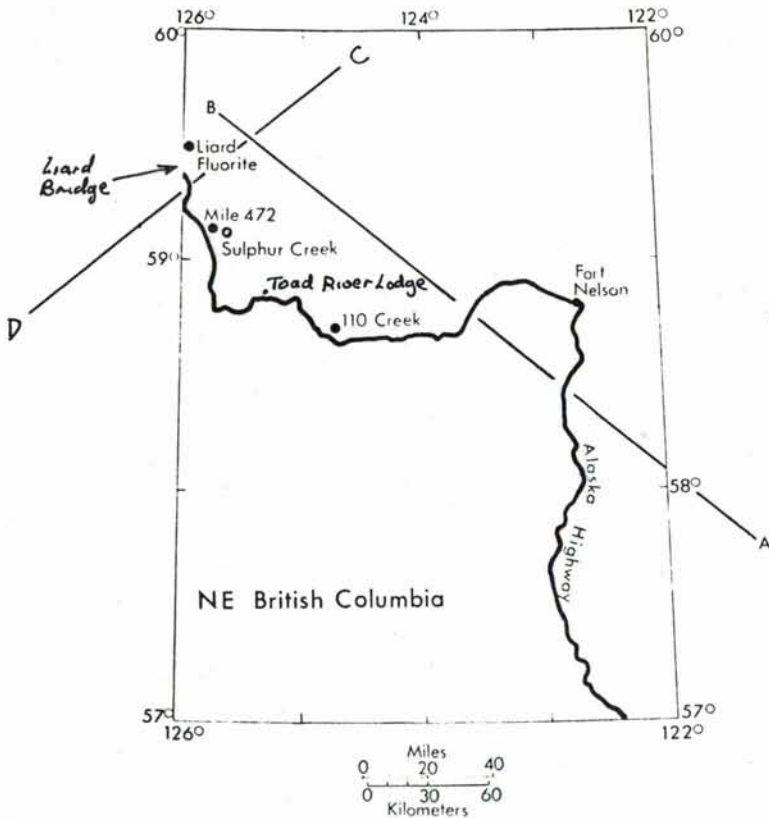 126° 124° 122°
60° 60°
C
B
Liard
Fluorite
Liard
Bridge
Mile 472
Sulphur Creek
59°
Toad River Lodge
Fort
Nelson
110 Creek
D
Alaska
Highway
58°
A
NE British Columbia
57° 57°
126° 122°
Miles
0 20 40
0 30 60
Kilometers